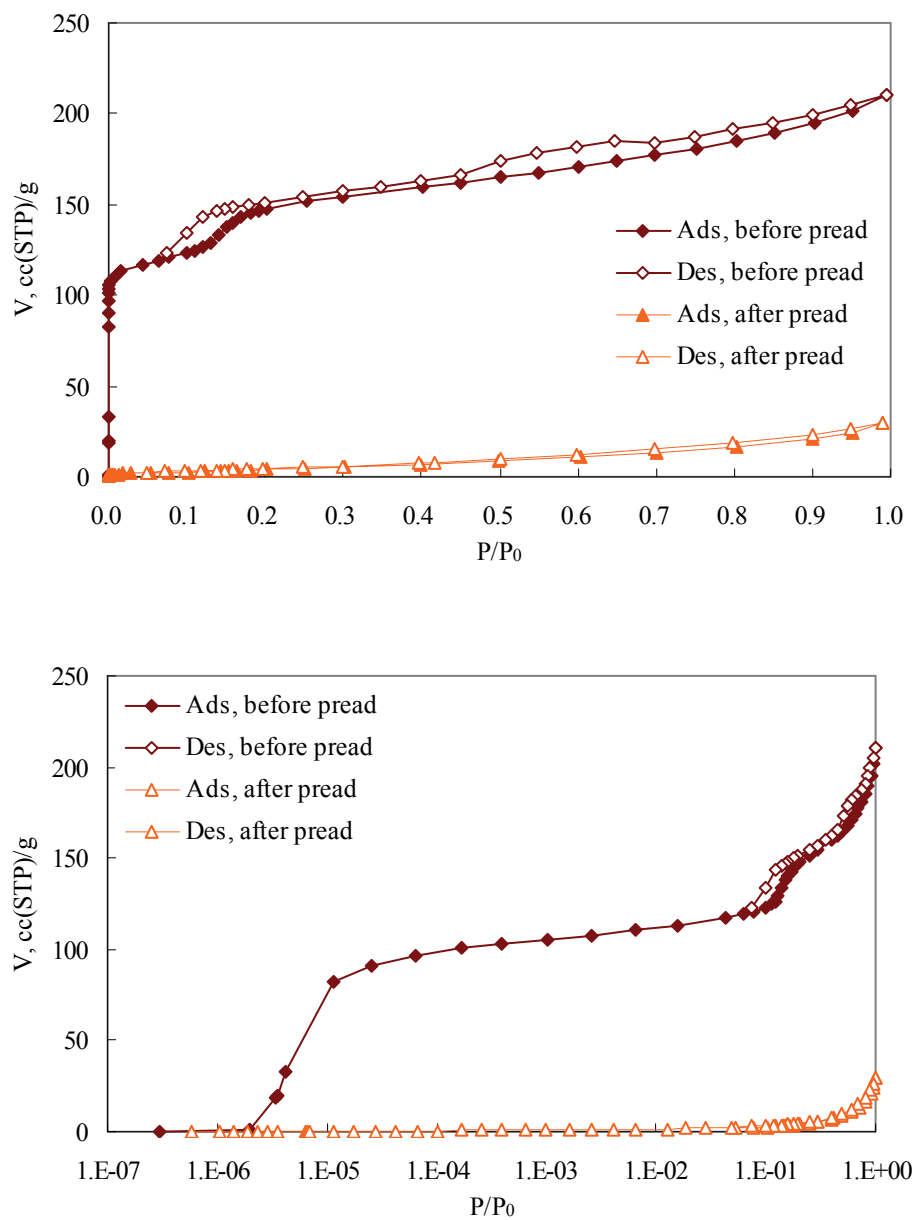 250
200
150
100
50
0
V, cc(STP)/g
Ads, before pread
Des, before pread
Ads, after pread
Des, after pread
0.0 0.1 0.2 0.3 0.4 0.5 0.6 0.7 0.8 0.9 1.0
P/P0
250
200
150
100
50
0
V, cc(STP)/g
Ads, before pread
Des, before pread
Ads, after pread
Des, after pread
1.E-07 1.E-06 1.E-05 1.E-04 1.E-03 1.E-02 1.E-01 1.E+00
P/P0